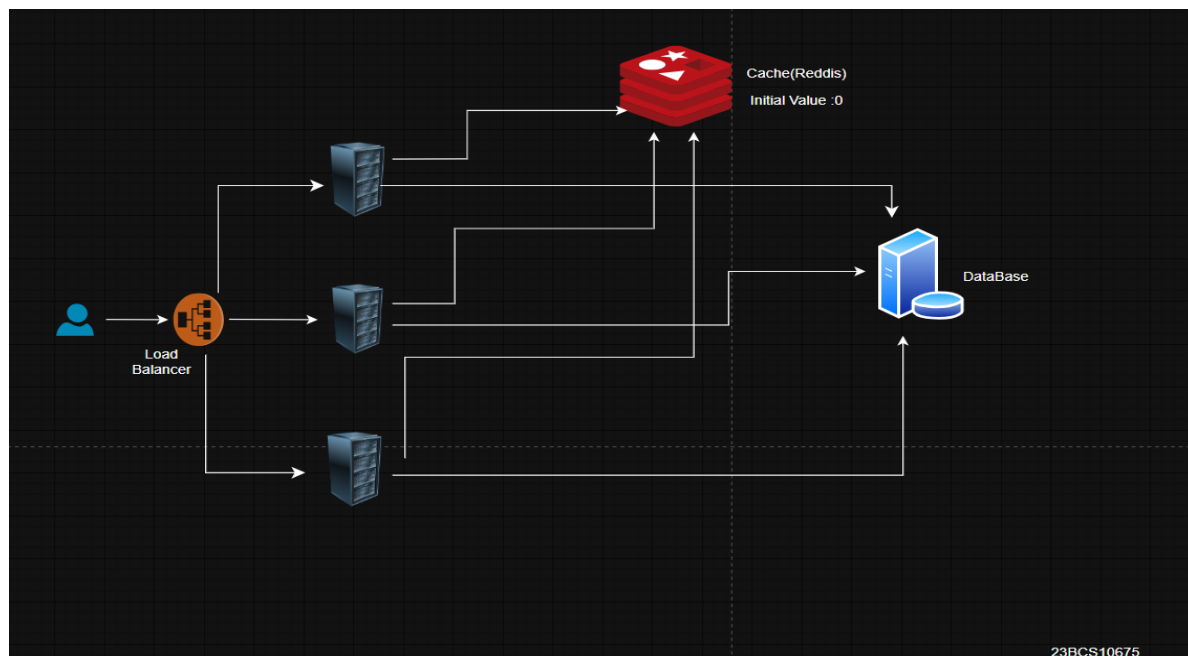 Cache(Reddis)
Initial Value :0
DataBase
Load
Balancer
23BCS10675